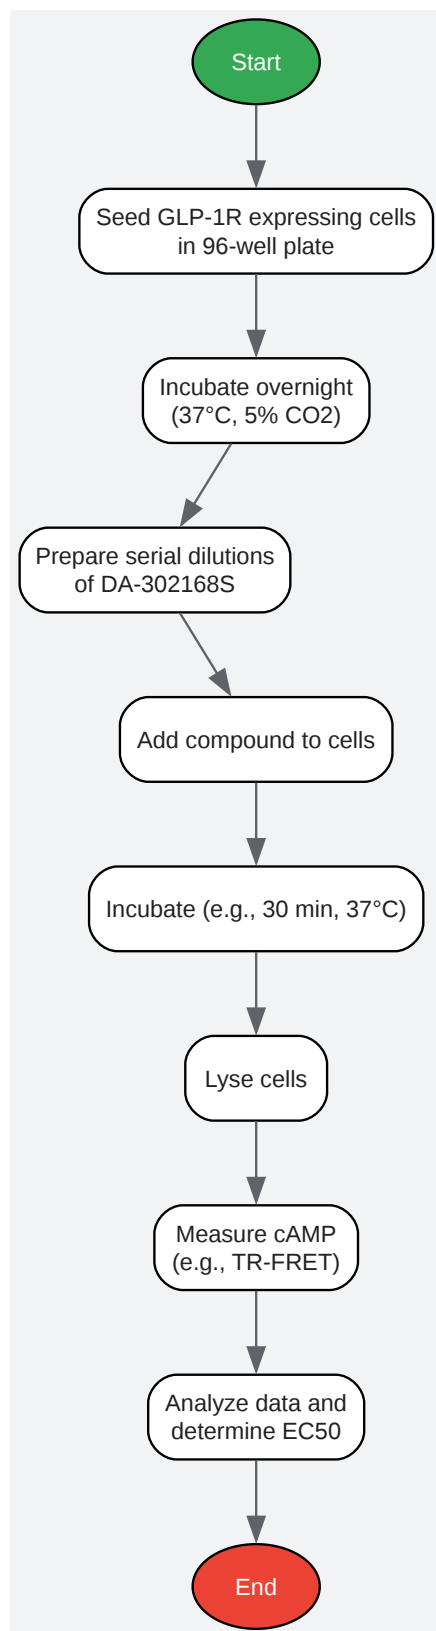 Start
Seed GLP-1R expressing cells
in 96-well plate
Incubate overnight
(37°C, 5% CO2)
Prepare serial dilutions
of DA-302168S
Add compound to cells
Incubate (e.g., 30 min, 37°C)
Lyse cells
Measure cAMP
(e.g., TR-FRET)
Analyze data and
determine EC50
End